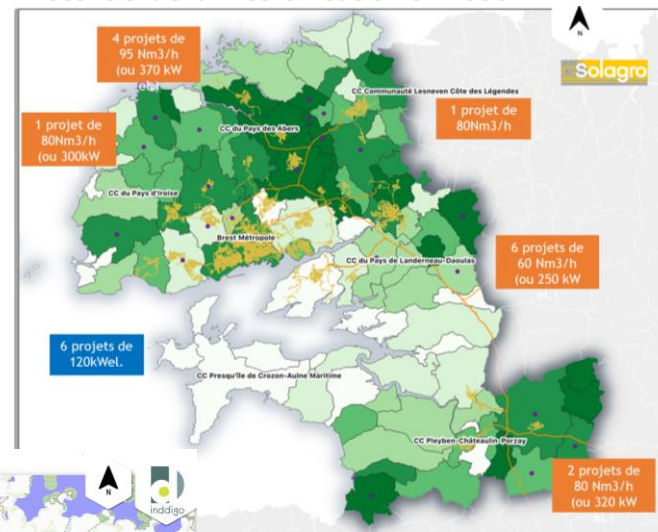 4 projets de
95 Nm3/h
(ou 370 kW
N
Solagro
CC Communauté Lesneven Côte des Légendes
1 projet de
80Nm3/h
CC du Pays des Abers
1 projet de
80Nm3/h
(ou 300kW
CC du Pays d'Iroise
Brest Métropole
CC du Pays de Landerneau-Daoulas
6 projets de
60 Nm3/h
(ou 250 kW
6 projets de
120kWel.
CC Presqu'île de Crozon-Aulne Maritime
CC Pleyben-Châteaulin-Porzay
2 projets de
80 Nm3/h
(ou 320 kW
N
inddigo